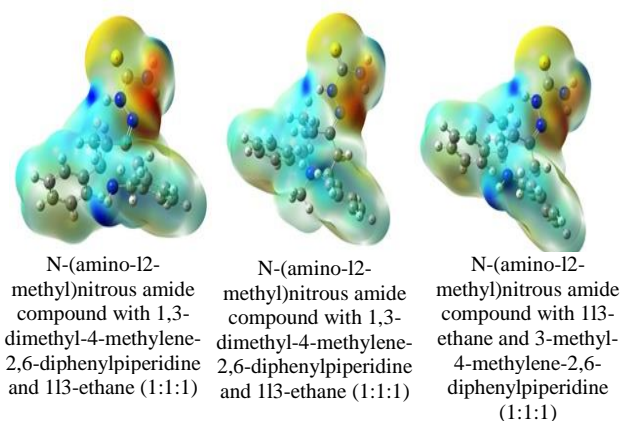 N-(amino-l2-
methyl)nitrous amide
compound with 1,3-
dimethyl-4-methylene-
2,6-diphenylpiperidine
and 1l3-ethane (1:1:1)
N-(amino-l2-
methyl)nitrous amide
compound with 1,3-
dimethyl-4-methylene-
2,6-diphenylpiperidine
and 1l3-ethane (1:1:1)
N-(amino-l2-
methyl)nitrous amide
compound with 1l3-
ethane and 3-methyl-
4-methylene-2,6-
diphenylpiperidine
(1:1:1)